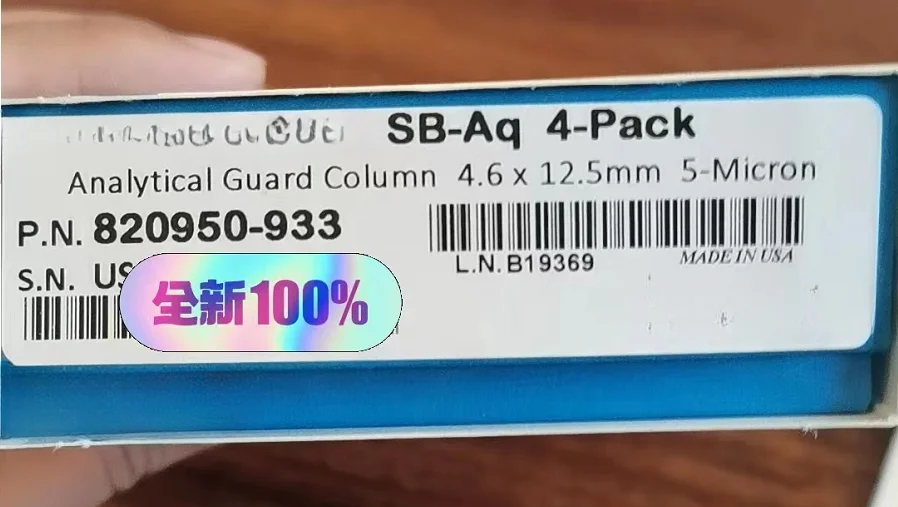 SB-Aq 4-Pack
Analytical Guard Column 4.6 x 12.5mm 5-Micron
P.N. 820950-933
L.N. B19369
MADE IN USA
S.N.
全新100%